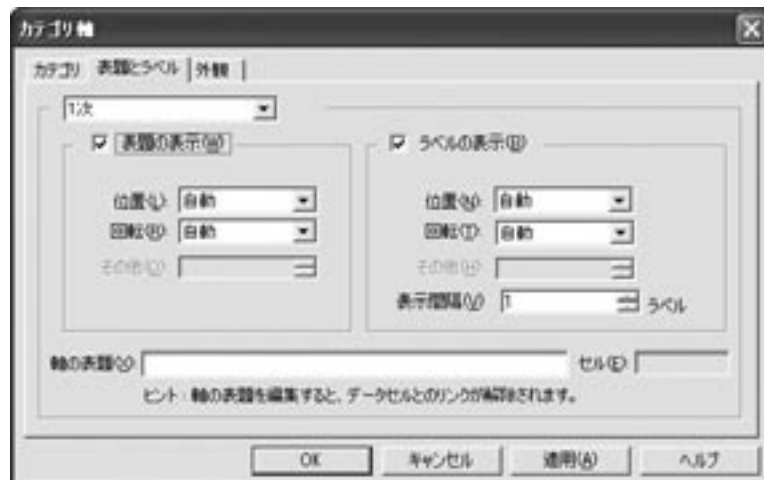 カテゴリ軸
カテゴリ 表題とラベル 外観
1次
表題の表示(W)
位置(L) 自動
回転(R) 自動
その他(O)
ラベルの表示(B)
位置(N) 自動
回転(T) 自動
その他(H)
表示間隔(V) 1 ラベル
軸の表題(X) セル(E)
ヒント:軸の表題を編集すると、データセルとのリンクが解除されます。
OK キャンセル 適用(A) ヘルプ